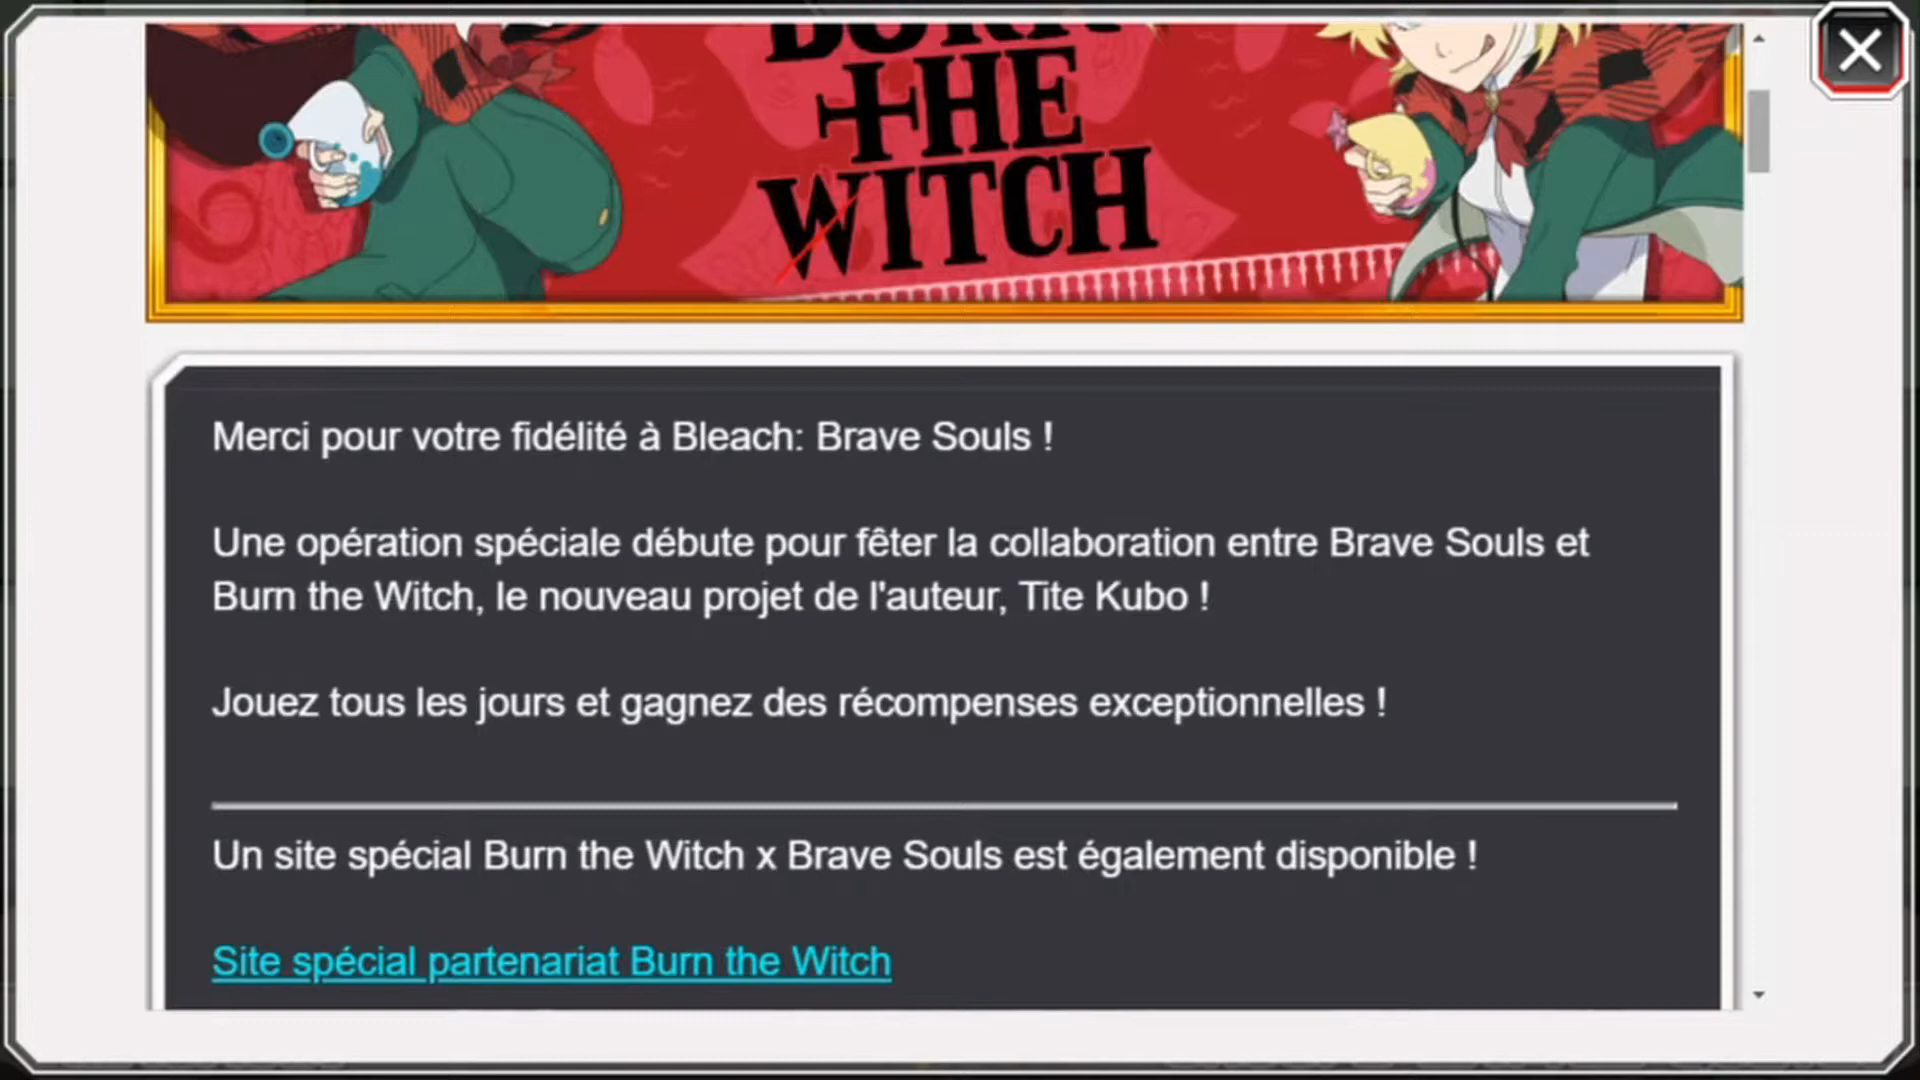 BURN
THE
WITCH
Merci pour votre fidélité à Bleach: Brave Souls !
Une opération spéciale débute pour fêter la collaboration entre Brave Souls et
Burn the Witch, le nouveau projet de l'auteur, Tite Kubo !
Jouez tous les jours et gagnez des récompenses exceptionnelles !
Un site spécial Burn the Witch x Brave Souls est également disponible !
Site spécial partenariat Burn the Witch